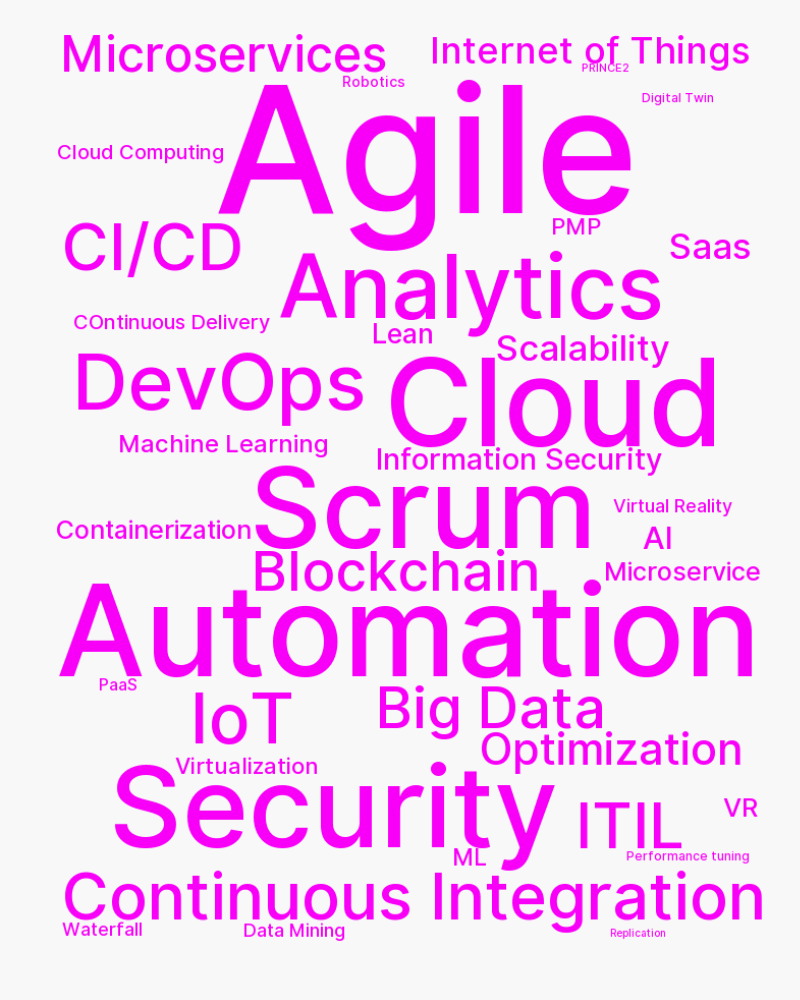 Microservices
Internet of Things
PRINCE2
Robotics
Digital Twin
Agile
Cloud Computing
PMP
CI/CD
Saas
Analytics
COntinuous Delivery
Lean
Scalability
DevOps
Cloud
Machine Learning
Information Security
Scrum
Virtual Reality
Containerization
AI
Blockchain
Microservice
Automation
PaaS
IoT
Big Data
Optimization
Virtualization
Security
ITIL
VR
ML
Performance tuning
Continuous Integration
Waterfall
Data Mining
Replication